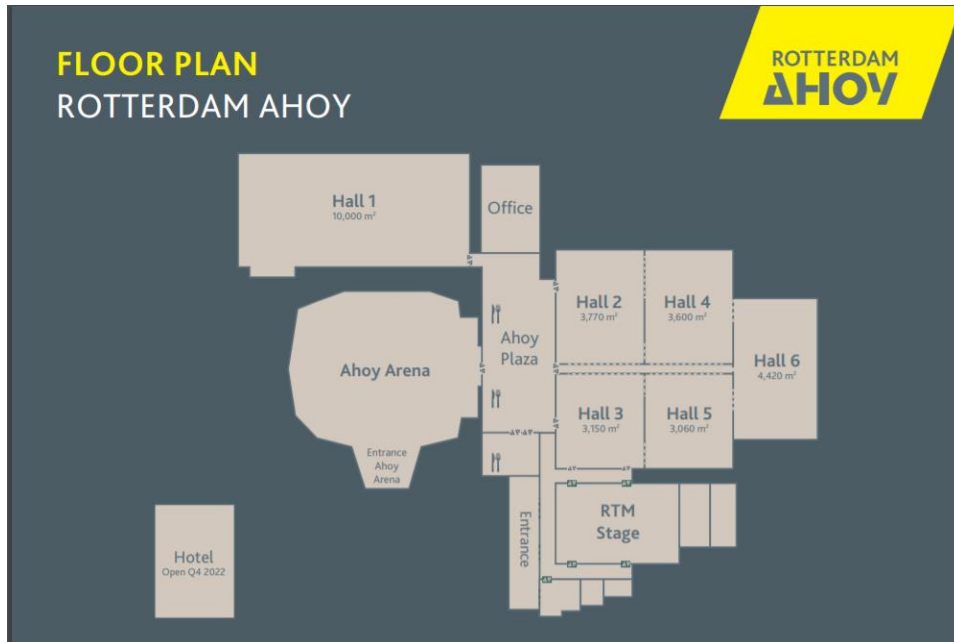 FLOOR PLAN
ROTTERDAM AHOY
ROTTERDAM
AHOY
Hall 1
10,000 m²
Office
Hall 2
3,770 m²
Hall 4
3,600 m²
Ahoy
Plaza
Hall 6
4,420 m²
Ahoy Arena
Hall 3
3,150 m²
Hall 5
3,060 m²
Entrance
Ahoy
Arena
RTM
Stage
Entrance
Hotel
Open Q4 2022